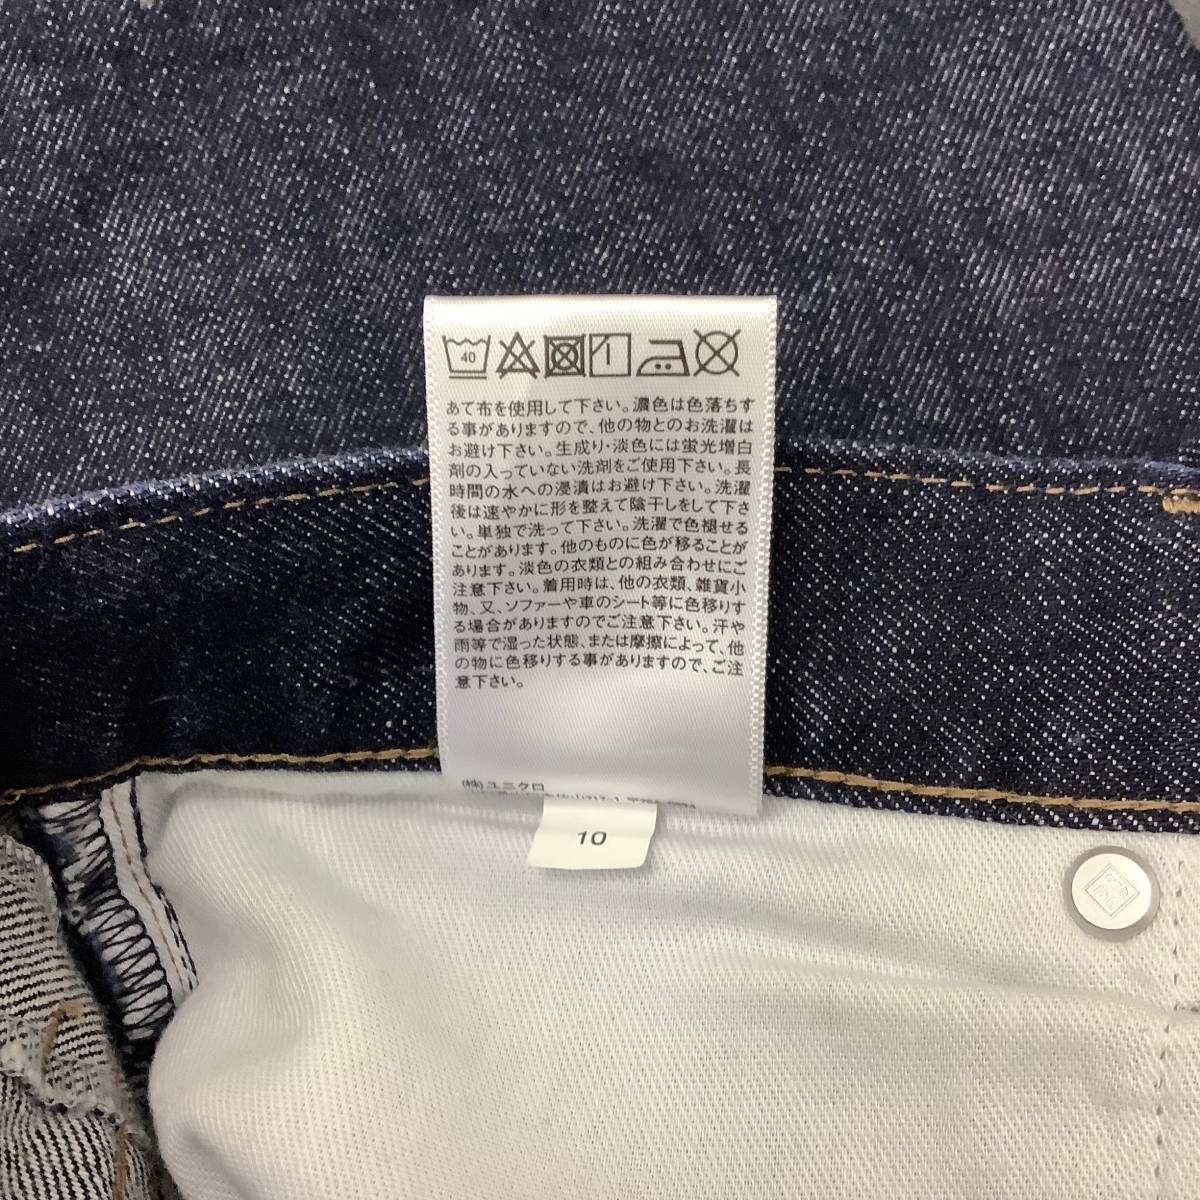 40
あて布を使用して下さい。濃色は色落ちす
る事がありますので、他の物とのお洗濯は
お避け下さい。生成り・淡色には蛍光増白
剤の入っていない洗剤をご使用下さい。長
時間の水への浸漬はお避け下さい。洗濯
後は速やかに形を整えて陰干しをして下さ
い。単独で洗って下さい。洗濯で色褪せる
ことがあります。他のものに色が移ることが
あります。淡色の衣類との組み合わせにご
注意下さい。着用時は、他の衣類、雑貨小
物、又、ソファーや車のシート等に色移りす
る場合がありますのでご注意下さい。汗や
雨等で湿った状態、または摩擦によって、他
の物に色移りする事がありますので、ご注
意下さい。
(株)ユニクロ
10